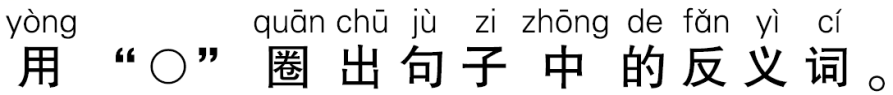 yòng quān chū jù zi zhōng de fǎn yì cí
用 “○” 圈出句子中的反义词。